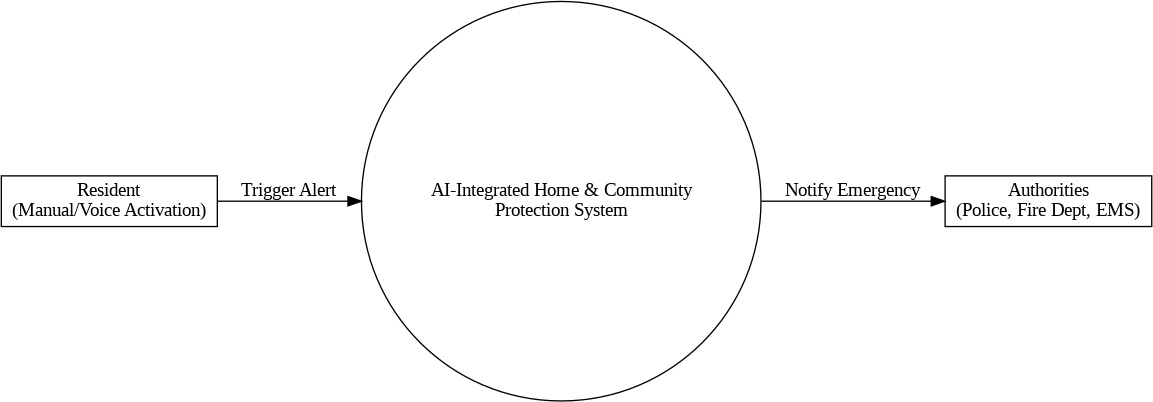 Resident
(Manual/Voice Activation)
Trigger Alert
AI-Integrated Home & Community
Protection System
Notify Emergency
Authorities
(Police, Fire Dept, EMS)